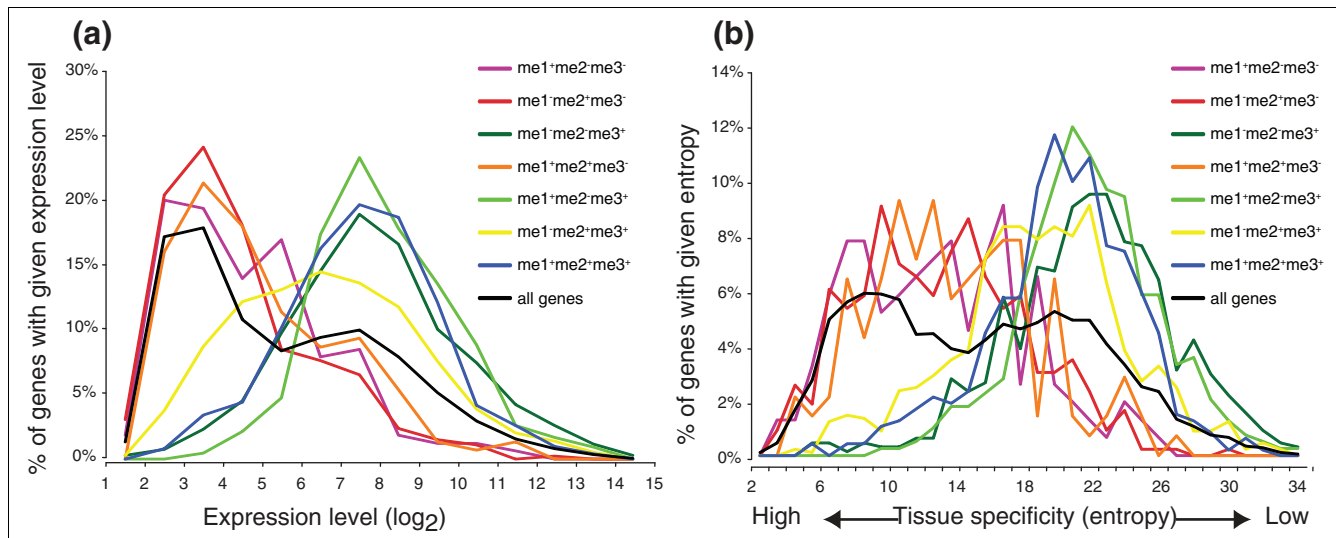 (a)
% of genes with given expression level
30%
25%
20%
15%
10%
5%
0%
1 2 3 4 5 6 7 8 9 10 11 12 13 14 15
Expression level (log₂)
me1⁺me2⁻me3⁻
me1⁻me2⁺me3⁻
me1⁻me2⁻me3⁺
me1⁺me2⁺me3⁻
me1⁺me2⁻me3⁺
me1⁻me2⁺me3⁺
me1⁺me2⁺me3⁺
all genes
(b)
% of genes with given entropy
14%
12%
10%
8%
6%
4%
2%
0%
2 6 10 14 18 22 26 30 34
High Tissue specificity (entropy) Low
me1⁺me2⁻me3⁻
me1⁻me2⁺me3⁻
me1⁻me2⁻me3⁺
me1⁺me2⁺me3⁻
me1⁺me2⁻me3⁺
me1⁻me2⁺me3⁺
me1⁺me2⁺me3⁺
all genes